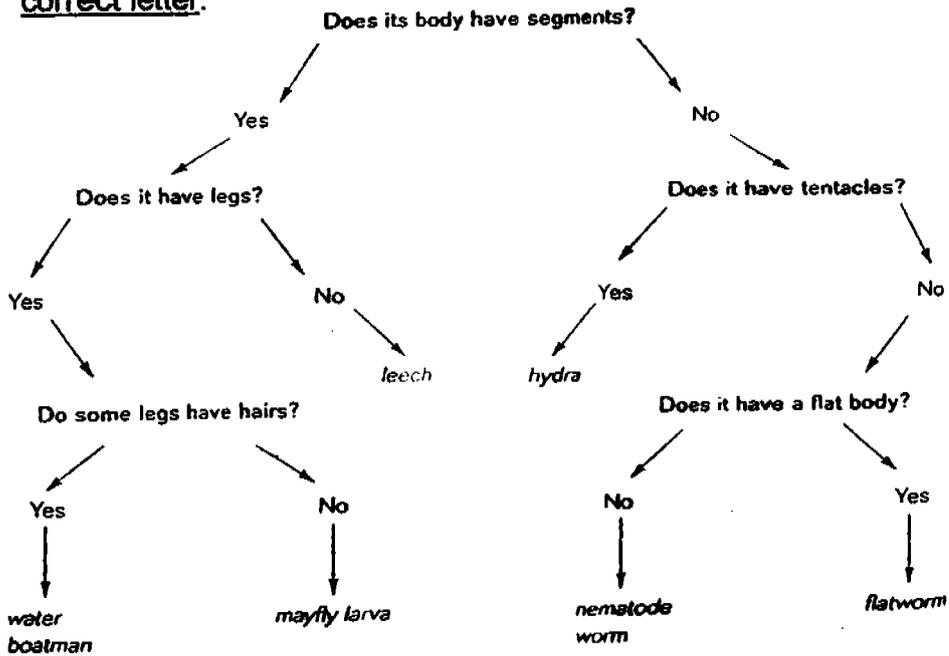 correct letter.
Does its body have segments?
Yes
No
Does it have legs?
Does it have tentacles?
Yes
No
Yes
No
leech
hydra
Do some legs have hairs?
Does it have a flat body?
Yes
No
No
Yes
water
boatman
mayfly larva
nematode
worm
flatworm